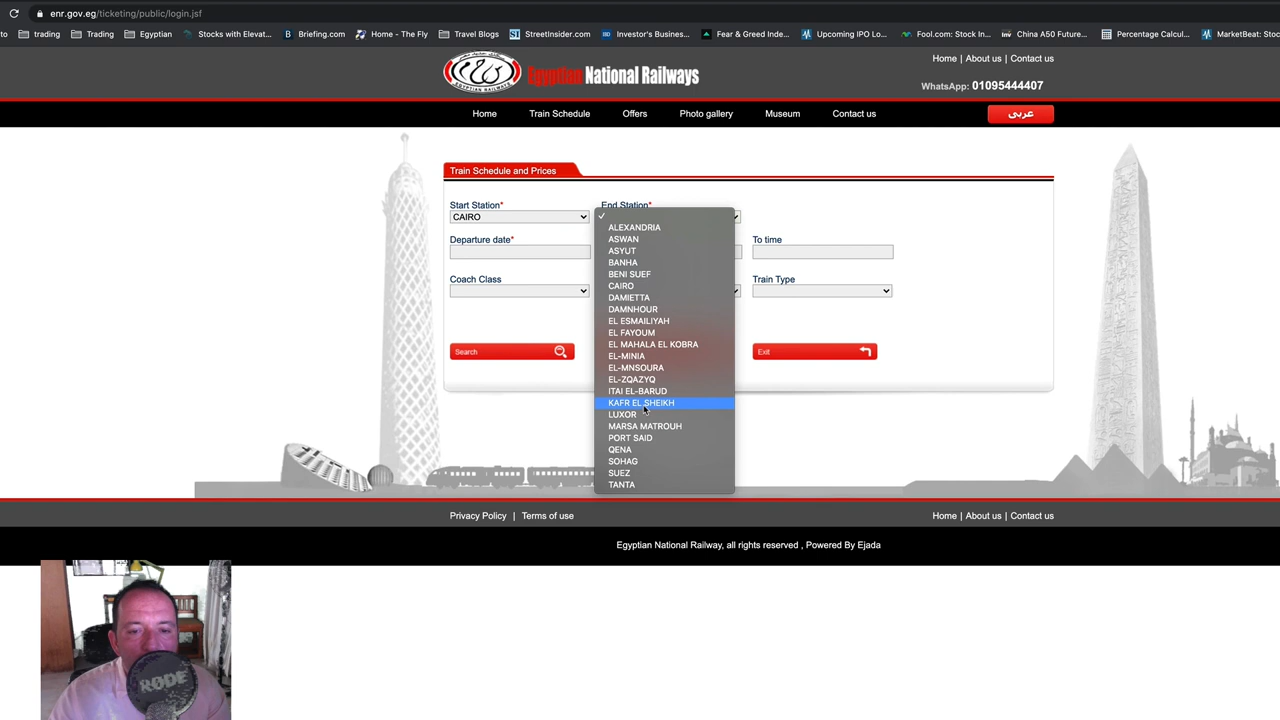 enr.gov.eg/ticketing/public/login.jsf
to trading Trading Egyptian Stocks with Elevat... Briefing.com Home - The Fly Travel Blogs StreetInsider.com Investor's Busines... Fear & Greed Inde... Upcoming IPO Lo... Fool.com: Stock In... China A50 Future... Percentage Calcul... MarketBeat: Stoc
Egyptian National Railways
EGYPTIAN RAILWAYS
Home | About us | Contact us
WhatsApp: 01095444407
Home Train Schedule Offers Photo gallery Museum Contact us عربى
Train Schedule and Prices
Start Station* End Station*
CAIRO
ALEXANDRIA
ASWAN
ASYUT
BANHA
BENI SUEF
CAIRO
DAMIETTA
DAMNHOUR
EL ESMAILIYAH
EL FAYOUM
EL MAHALA EL KOBRA
EL-MINIA
EL-MNSOURA
EL-ZQAZYQ
ITAI EL-BARUD
KAFR EL SHEIKH
LUXOR
MARSA MATROUH
PORT SAID
QENA
SOHAG
SUEZ
TANTA
Departure date* To time
Coach Class Train Type
Search Exit
Privacy Policy | Terms of use Home | About us | Contact us
Egyptian National Railway, all rights reserved , Powered By Ejada
RØDE